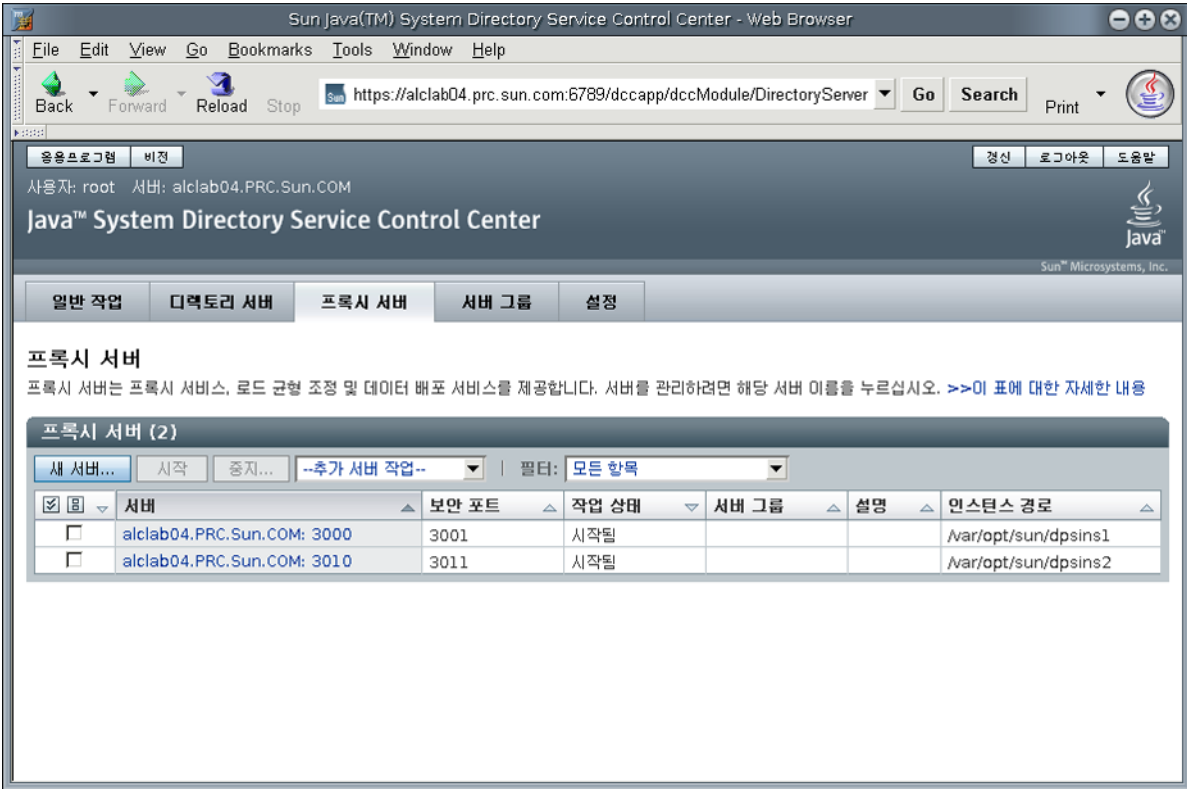 Sun Java(TM) System Directory Service Control Center - Web Browser
File Edit View Go Bookmarks Tools Window Help
Back Forward Reload Stop Sun https://alclab04.prc.sun.com:6789/dccapp/dccModule/DirectoryServer Go Search Print
응용프로그램 비전 갱신 로그아웃 도움말
사용자: root 서버: alclab04.PRC.Sun.COM
Java™ System Directory Service Control Center
Java™
Sun™ Microsystems, Inc.
일반 작업 디렉토리 서버 프록시 서버 서버 그룹 설정
프록시 서버
프록시 서버는 프록시 서비스, 로드 균형 조정 및 데이터 배포 서비스를 제공합니다. 서버를 관리하려면 해당 서버 이름을 누르십시오. >>이 표에 대한 자세한 내용
프록시 서버 (2)
새 서버... 시작 중지... --추가 서버 작업-- | 필터: 모든 항목
서버 보안 포트 작업 상태 서버 그룹 설명 인스턴스 경로
alclab04.PRC.Sun.COM: 3000 3001 시작됨 /var/opt/sun/dpsins1
alclab04.PRC.Sun.COM: 3010 3011 시작됨 /var/opt/sun/dpsins2